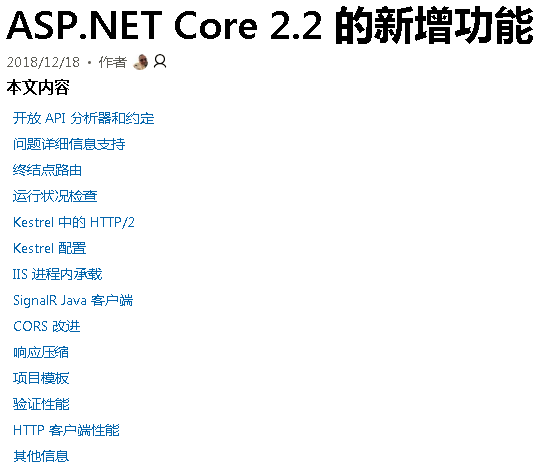 ASP.NET Core 2.2 的新增功能
2018/12/18 • 作者
本文内容
开放 API 分析器和约定
问题详细信息支持
终结点路由
运行状况检查
Kestrel 中的 HTTP/2
Kestrel 配置
IIS 进程内承载
SignalR Java 客户端
CORS 改进
响应压缩
项目模板
验证性能
HTTP 客户端性能
其他信息